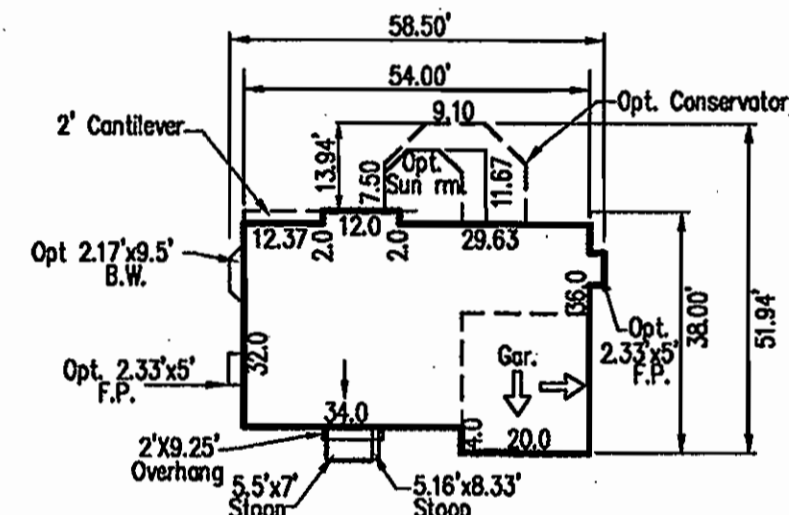 58.50'
54.00'
9.10
Opt. Conservator
2' Cantilever
13.94'
7.50
Opt.
Sun rm.
11.67
12.37
2.0
12.0
2.0
29.63
Opt 2.17'x9.5'
B.W.
36.0
38.00'
51.94'
Opt.
2.33'x5'
F.P.
32.0
Opt. 2.33'x5'
F.P.
Gar.
34.0
4.0
20.0
2'X9.25'
Overhang
5.5'x7'
Stoop
5.16'x8.33'
Stoop